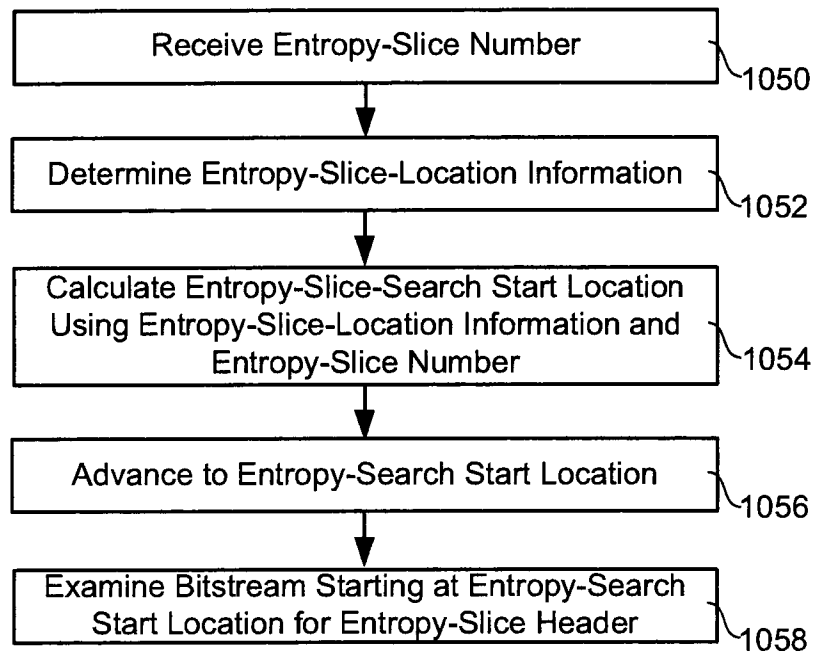 Receive Entropy-Slice Number
1050
Determine Entropy-Slice-Location Information
1052
Calculate Entropy-Slice-Search Start Location
Using Entropy-Slice-Location Information and
Entropy-Slice Number
1054
Advance to Entropy-Search Start Location
1056
Examine Bitstream Starting at Entropy-Search
Start Location for Entropy-Slice Header
1058